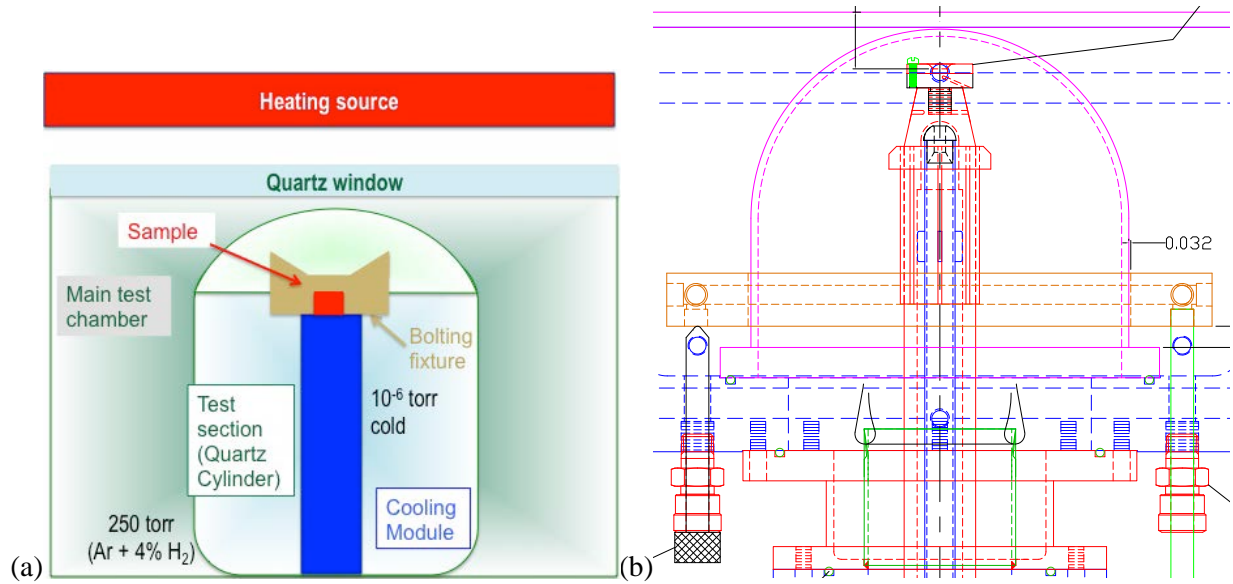 Heating source
Quartz window
Sample
Main test
chamber
Bolting
fixture
10⁻⁶ torr
cold
Test
section
(Quartz
Cylinder)
Cooling
Module
250 torr
(Ar + 4% H₂)
(a)
0.032
(b)